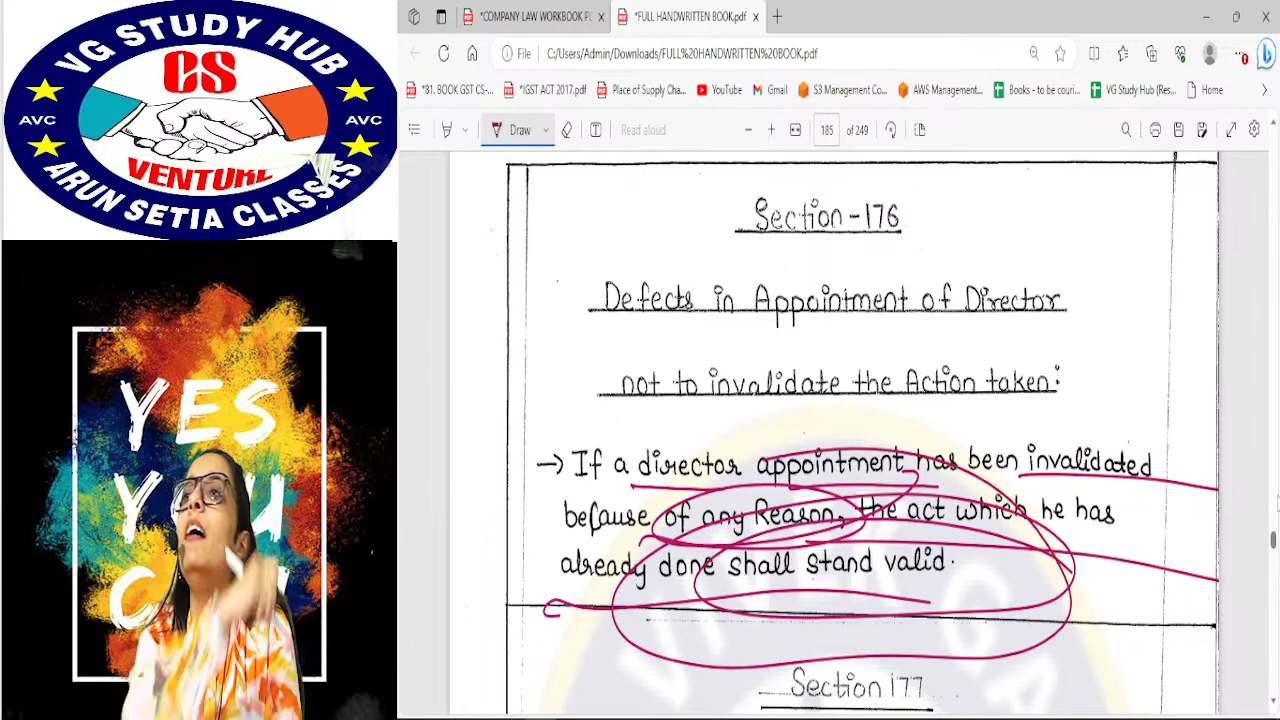 VG STUDY HUB
CS
AVC
AVC
VENTURE
ARUN SETIA CLASSES
YES
Y
C
*COMPANY LAW WORKBOOK P
*FULL HANDWRITTEN BOOK.pdf
File
C:/Users/Admin/Downloads/FULL%20HANDWRITTEN%20BOOK.pdf
*81. BOOK GST
*IGST ACT 2017.pdf
Place of Supply Cha...
YouTube
Gmail
S3 Management Co...
AWS Management...
Books - to be couri...
VG Study Hub (Res...
Home
Draw
Read aloud
185 of 249
Section-176
Defects in Appointment of Director
not to invalidate the Action taken:
→ If a director appointment has been invalidated
because of any Reason, the act which he has
already done shall stand valid.
Section 177